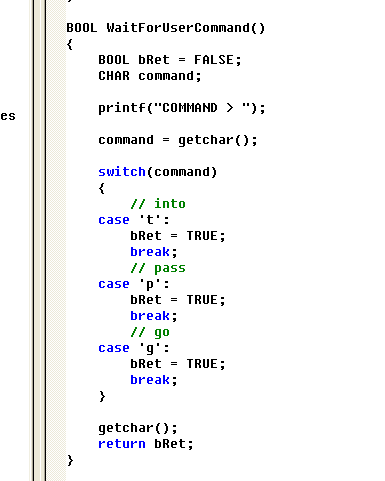 BOOL WaitForUserCommand()
{
    BOOL bRet = FALSE;
    CHAR command;

    printf("COMMAND > ");

    command = getchar();

    switch(command)
    {
        // into
    case 't':
        bRet = TRUE;
        break;
        // pass
    case 'p':
        bRet = TRUE;
        break;
        // go
    case 'g':
        bRet = TRUE;
        break;
    }

    getchar();
    return bRet;
}
es